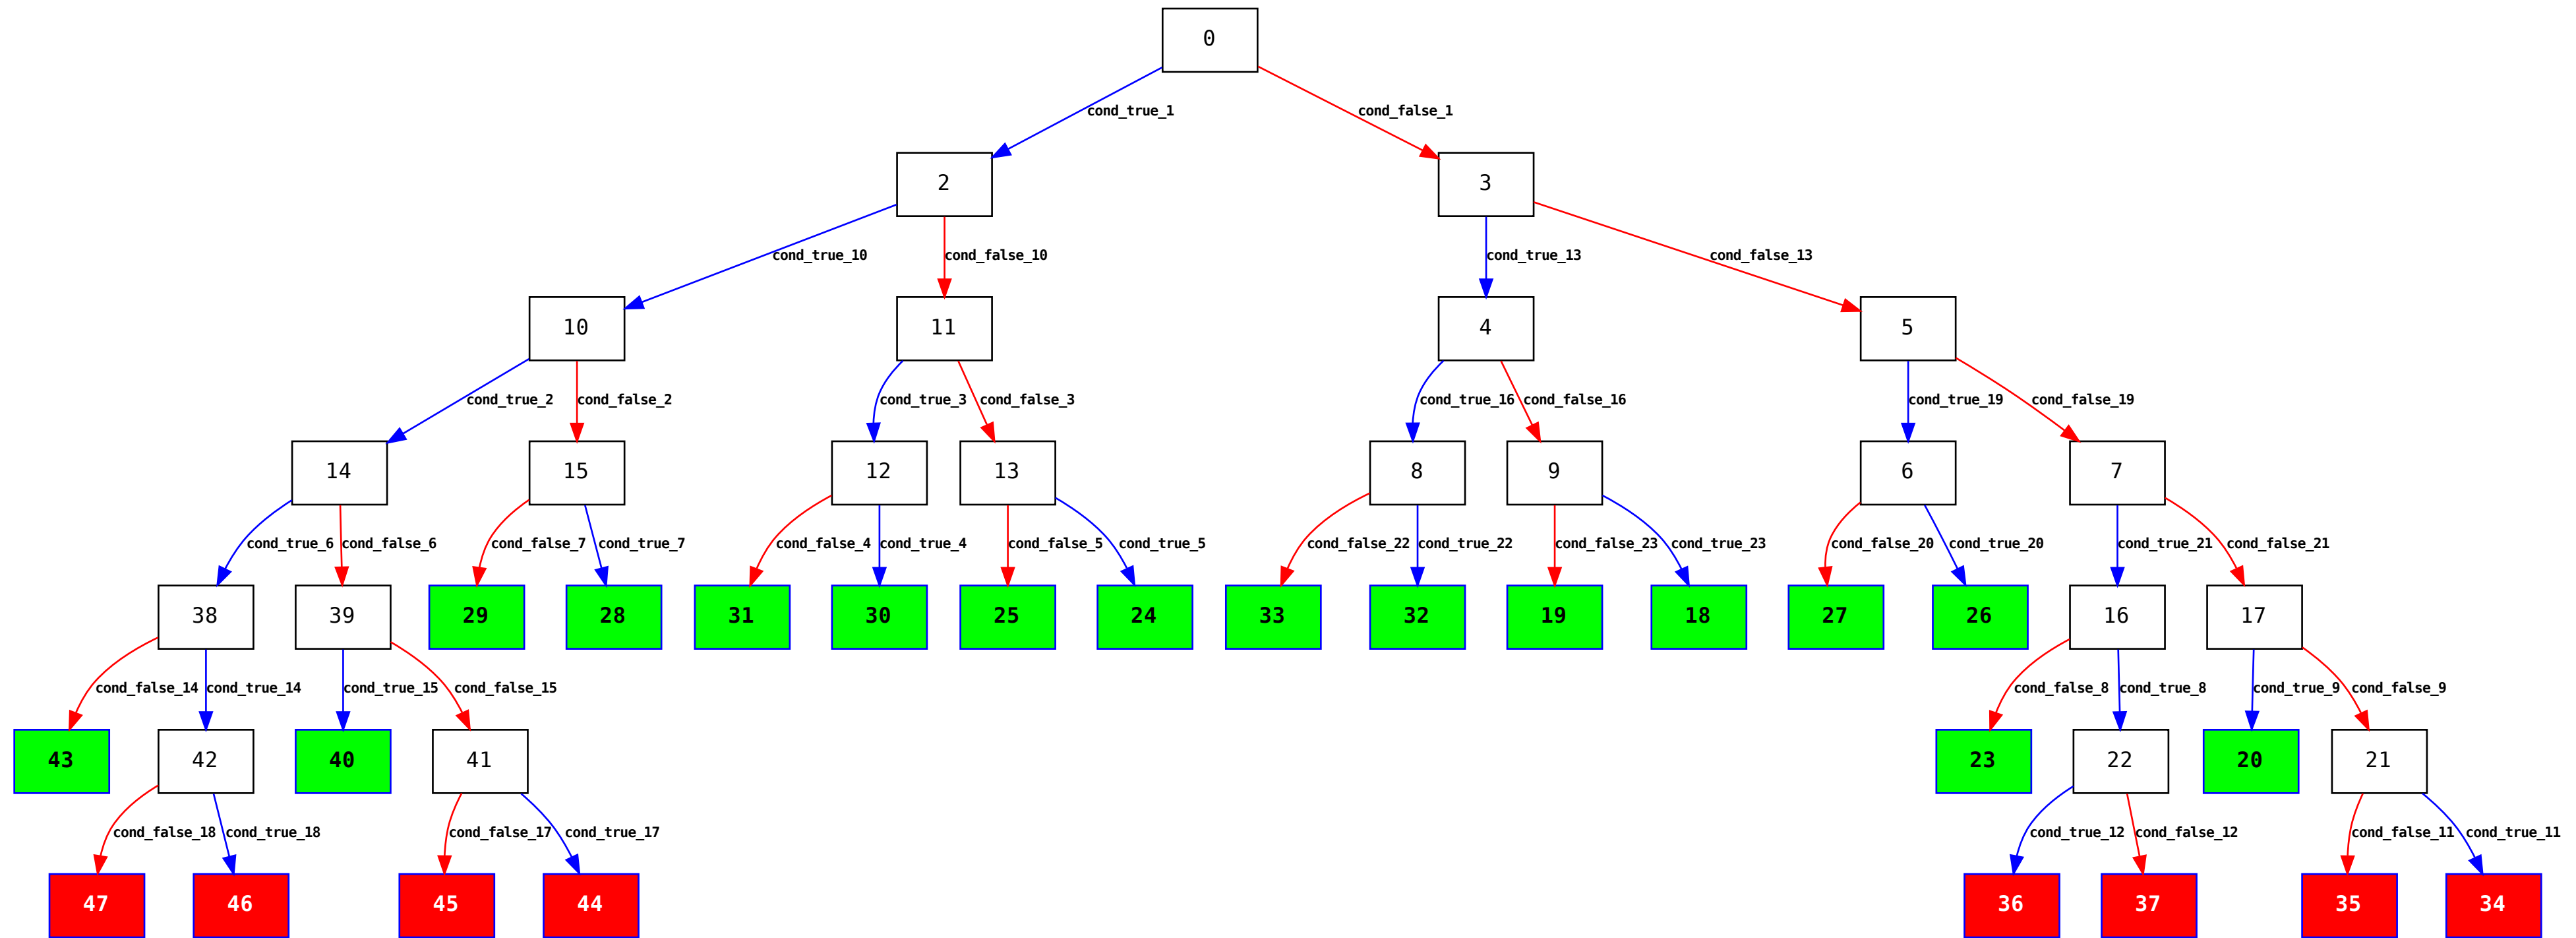 0
cond_true_1 cond_false_1
2 3
cond_true_10 cond_false_10 cond_true_13 cond_false_13
10 11 4 5
cond_true_2 cond_false_2 cond_true_3 cond_false_3 cond_true_16 cond_false_16 cond_true_19 cond_false_19
14 15 12 13 8 9 6 7
cond_true_6 cond_false_6 cond_false_7 cond_true_7 cond_false_4 cond_true_4 cond_false_5 cond_true_5 cond_false_22 cond_true_22 cond_false_23 cond_true_23 cond_false_20 cond_true_20 cond_true_21 cond_false_21
38 39 29 28 31 30 25 24 33 32 19 18 27 26 16 17
cond_false_14 cond_true_14 cond_true_15 cond_false_15 cond_false_8 cond_true_8 cond_true_9 cond_false_9
43 42 40 41 23 22 20 21
cond_false_18 cond_true_18 cond_false_17 cond_true_17 cond_true_12 cond_false_12 cond_false_11 cond_true_11
47 46 45 44 36 37 35 34